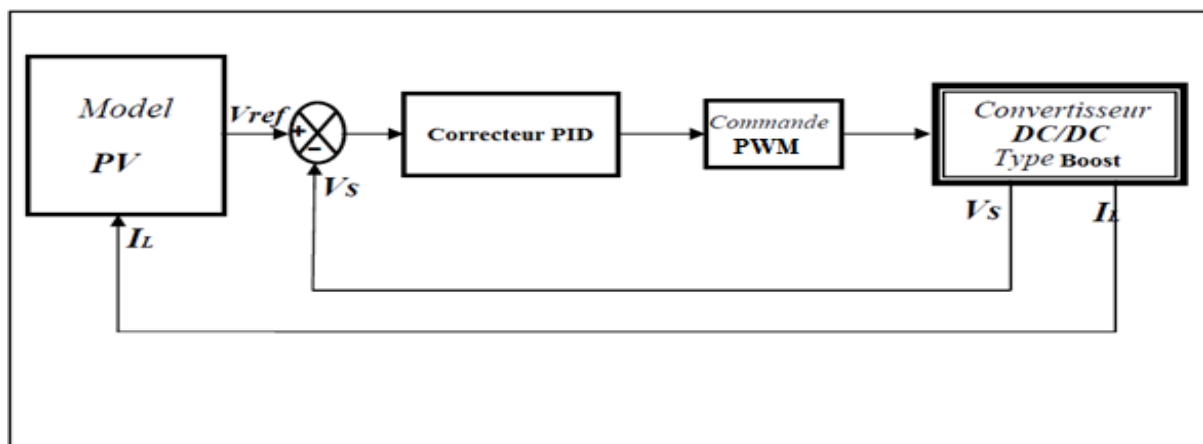 Model
PV
Vref
+
−
Vs
Correcteur PID
Commande
PWM
Convertisseur
DC/DC
Type Boost
Vs
IL
IL